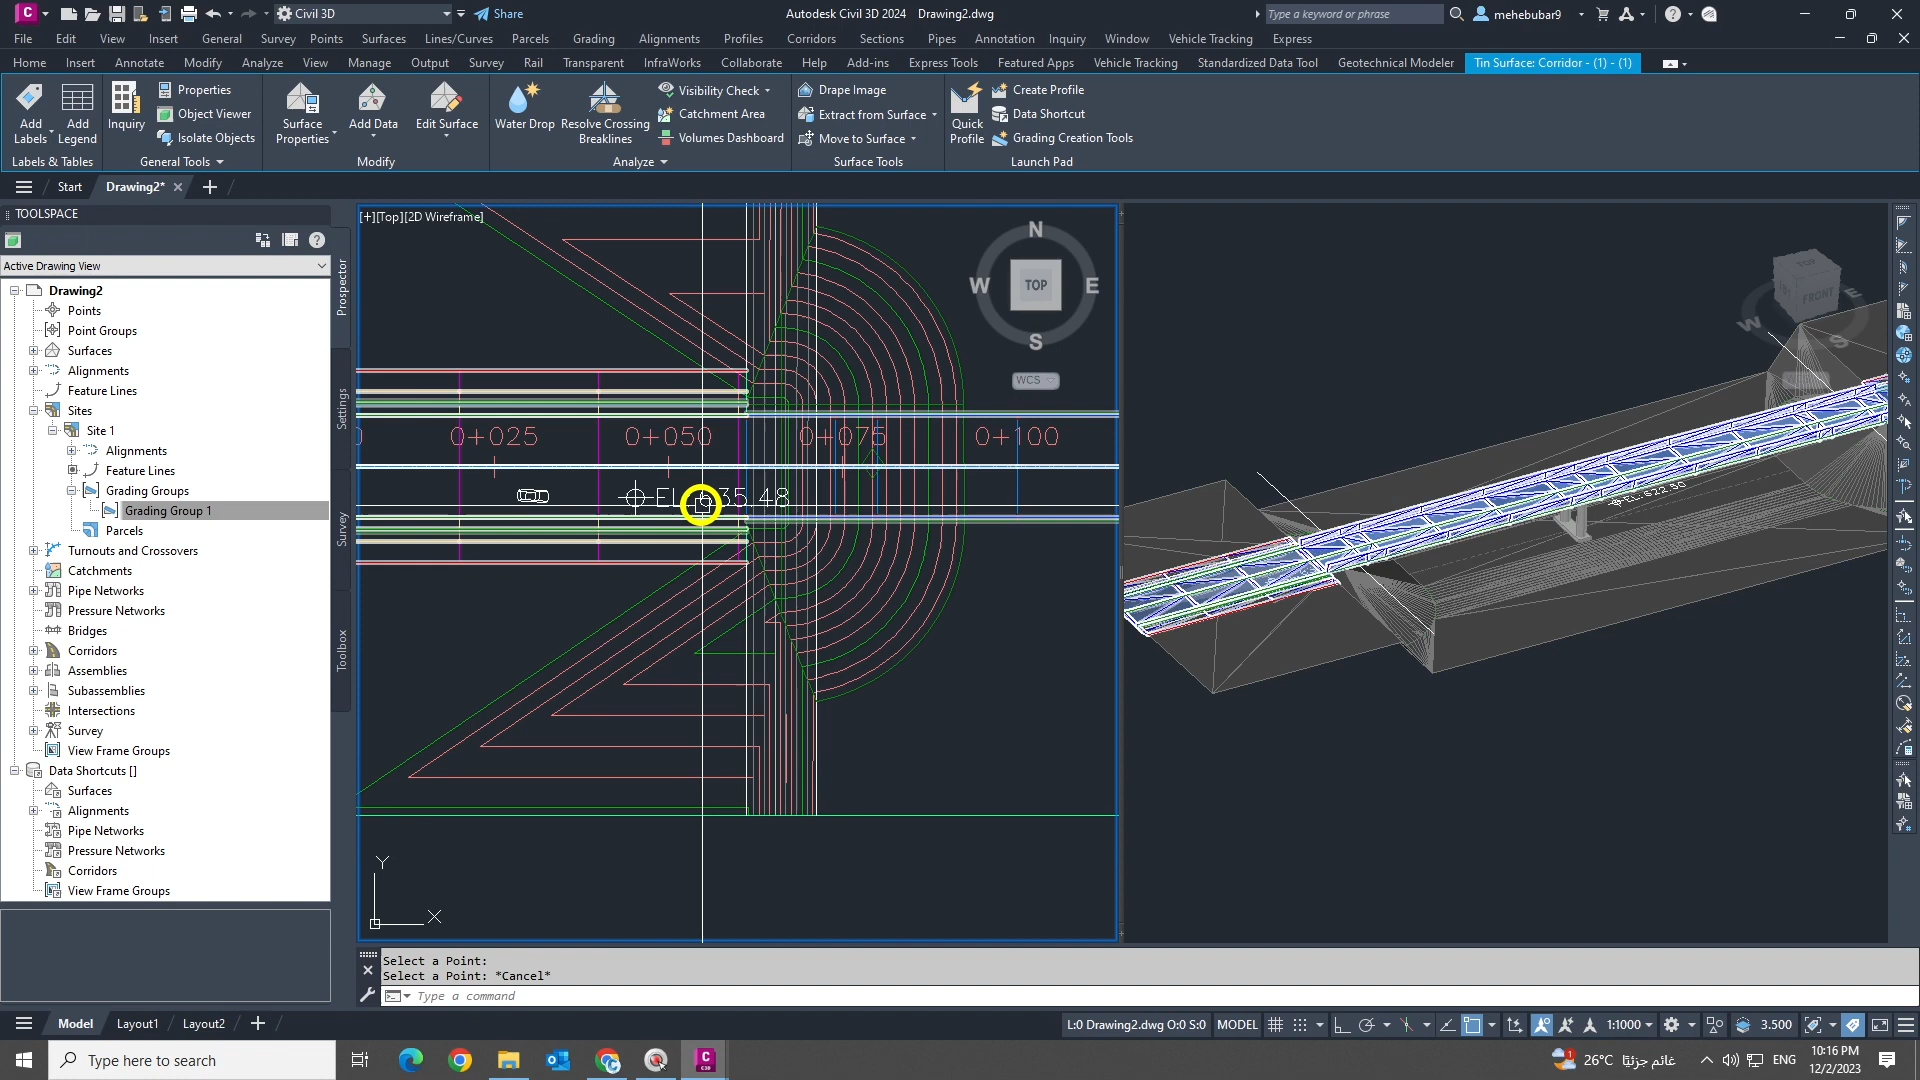 Civil 3D
Share
Autodesk Civil 3D 2024 Drawing2.dwg
Type a keyword or phrase
mehebubar9
File Edit View Insert General Survey Points Surfaces Lines/Curves Parcels Grading Alignments Profiles Corridors Sections Pipes Annotation Inquiry Window Vehicle Tracking Express
Home Insert Annotate Modify Analyze View Manage Output Survey Rail Transparent InfraWorks Collaborate Help Add-ins Express Tools Featured Apps Vehicle Tracking Standardized Data Tool Geotechnical Modeler Tin Surface: Corridor - (1) - (1)
Add Labels
Add Legend
Labels & Tables
Inquiry
Properties
Object Viewer
Isolate Objects
General Tools
Surface Properties
Add Data
Edit Surface
Modify
Water Drop
Resolve Crossing Breaklines
Visibility Check
Catchment Area
Volumes Dashboard
Analyze
Drape Image
Extract from Surface
Move to Surface
Surface Tools
Quick Profile
Create Profile
Data Shortcut
Grading Creation Tools
Launch Pad
Start
Drawing2*
TOOLSPACE
Active Drawing View
Drawing2
Points
Point Groups
Surfaces
Alignments
Feature Lines
Sites
Site 1
Alignments
Feature Lines
Grading Groups
Grading Group 1
Parcels
Turnouts and Crossovers
Catchments
Pipe Networks
Pressure Networks
Bridges
Corridors
Assemblies
Subassemblies
Intersections
Survey
View Frame Groups
Data Shortcuts []
Surfaces
Alignments
Pipe Networks
Pressure Networks
Corridors
View Frame Groups
Prospector
Settings
Survey
Toolbox
[+][Top][2D Wireframe]
N
W TOP E
S
WCS
0+025 0+050 0+075 0+100
Y
X
TOP
FRONT
W
E
S
EL:622.50
Select a Point:
Select a Point: *Cancel*
Type a command
Model Layout1 Layout2
L:0 Drawing2.dwg O:0 S:0 MODEL 1:1000 3.500
Type here to search
26°C غائم جزئيًا
ENG
10:16 PM
12/2/2023